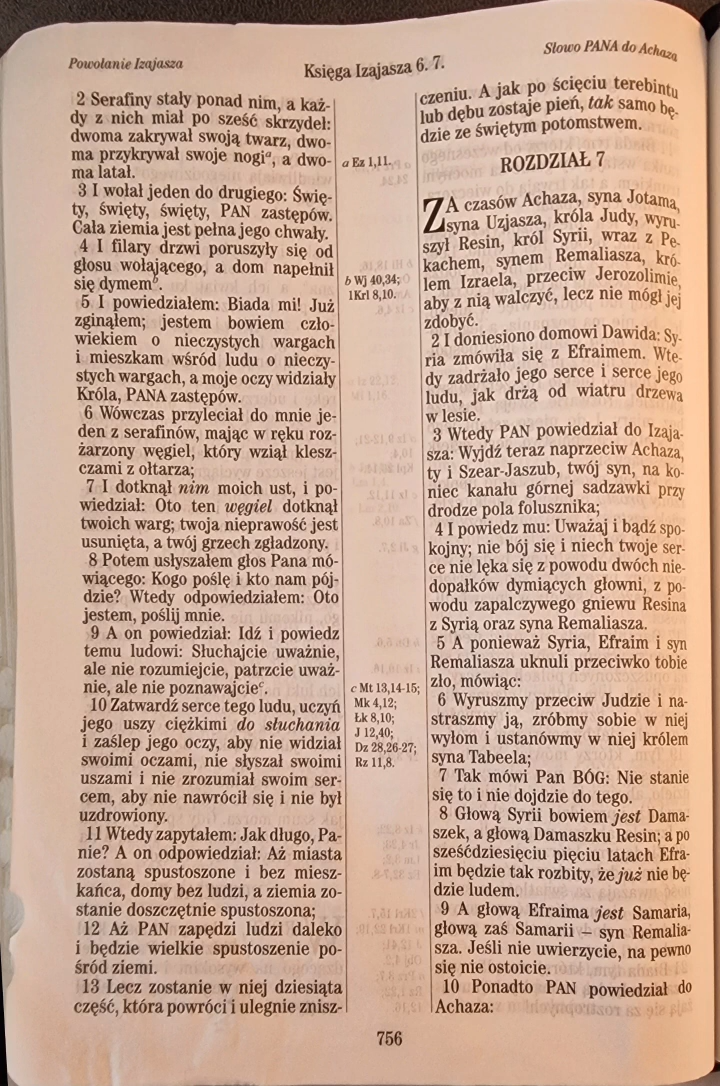 Powołanie Izajasza
Księga Izajasza 6. 7.
Słowo PANA do Achaza
2 Serafiny stały ponad nim, a każ-
dy z nich miał po sześć skrzydeł:
dwoma zakrywał swoją twarz, dwo-
ma przykrywał swoje nogiᵃ, a dwo-
ma latał.
3 I wołał jeden do drugiego: Świę-
ty, święty, święty, PAN zastępów.
Cała ziemia jest pełna jego chwały.
4 I filary drzwi poruszyły się od
głosu wołającego, a dom napełnił
się dymemᵇ.
5 I powiedziałem: Biada mi! Już
zginąłem; jestem bowiem czło-
wiekiem o nieczystych wargach
i mieszkam wśród ludu o nieczy-
stych wargach, a moje oczy widziały
Króla, PANA zastępów.
6 Wówczas przyleciał do mnie je-
den z serafinów, mając w ręku roz-
żarzony węgiel, który wziął klesz-
czami z ołtarza;
7 I dotknął nim moich ust, i po-
wiedział: Oto ten węgiel dotknął
twoich warg; twoja nieprawość jest
usunięta, a twój grzech zgładzony.
8 Potem usłyszałem głos Pana mó-
wiącego: Kogo poślę i kto nam pój-
dzie? Wtedy odpowiedziałem: Oto
jestem, poślij mnie.
9 A on powiedział: Idź i powiedz
temu ludowi: Słuchajcie uważnie,
ale nie rozumiejcie, patrzcie uważ-
nie, ale nie poznawajcieᶜ.
10 Zatwardź serce tego ludu, uczyń
jego uszy ciężkimi do słuchania
i zaślep jego oczy, aby nie widział
swoimi oczami, nie słyszał swoimi
uszami i nie zrozumiał swoim ser-
cem, aby nie nawrócił się i nie był
uzdrowiony.
11 Wtedy zapytałem: Jak długo, Pa-
nie? A on odpowiedział: Aż miasta
zostaną spustoszone i bez miesz-
kańca, domy bez ludzi, a ziemia zo-
stanie doszczętnie spustoszona;
12 Aż PAN zapędzi ludzi daleko
i będzie wielkie spustoszenie po-
śród ziemi.
13 Lecz zostanie w niej dziesiąta
część, która powróci i ulegnie znisz-
a Ez 1,11.
b Wj 40,34;
1Krl 8,10.
c Mt 13,14-15;
Mk 4,12;
Łk 8,10;
J 12,40;
Dz 28,26-27;
Rz 11,8.
czeniu. A jak po ścięciu terebintu
lub dębu zostaje pień, tak samo bę-
dzie ze świętym potomstwem.
ROZDZIAŁ 7
ZA czasów Achaza, syna Jotama,
syna Uzjasza, króla Judy, wyru-
szył Resin, król Syrii, wraz z Pe-
kachem, synem Remaliasza, kró-
lem Izraela, przeciw Jerozolimie,
aby z nią walczyć, lecz nie mógł jej
zdobyć.
2 I doniesiono domowi Dawida: Sy-
ria zmówiła się z Efraimem. Wte-
dy zadrżało jego serce i serce jego
ludu, jak drżą od wiatru drzewa
w lesie.
3 Wtedy PAN powiedział do Izaja-
sza: Wyjdź teraz naprzeciw Achaza,
ty i Szear-Jaszub, twój syn, na ko-
niec kanału górnej sadzawki przy
drodze pola folusznika;
4 I powiedz mu: Uważaj i bądź spo-
kojny; nie bój się i niech twoje ser-
ce nie lęka się z powodu dwóch nie-
dopałków dymiących głowni, z po-
wodu zapalczywego gniewu Resina
z Syrią oraz syna Remaliasza.
5 A ponieważ Syria, Efraim i syn
Remaliasza uknuli przeciwko tobie
zło, mówiąc:
6 Wyruszmy przeciw Judzie i na-
straszmy ją, zróbmy sobie w niej
wyłom i ustanówmy w niej królem
syna Tabeela;
7 Tak mówi Pan BÓG: Nie stanie
się to i nie dojdzie do tego.
8 Głową Syrii bowiem jest Dama-
szek, a głową Damaszku Resin; a po
sześćdziesięciu pięciu latach Efra-
im będzie tak rozbity, że już nie bę-
dzie ludem.
9 A głową Efraima jest Samaria,
głową zaś Samarii – syn Remalia-
sza. Jeśli nie uwierzycie, na pewno
się nie ostoicie.
10 Ponadto PAN powiedział do
Achaza:
756